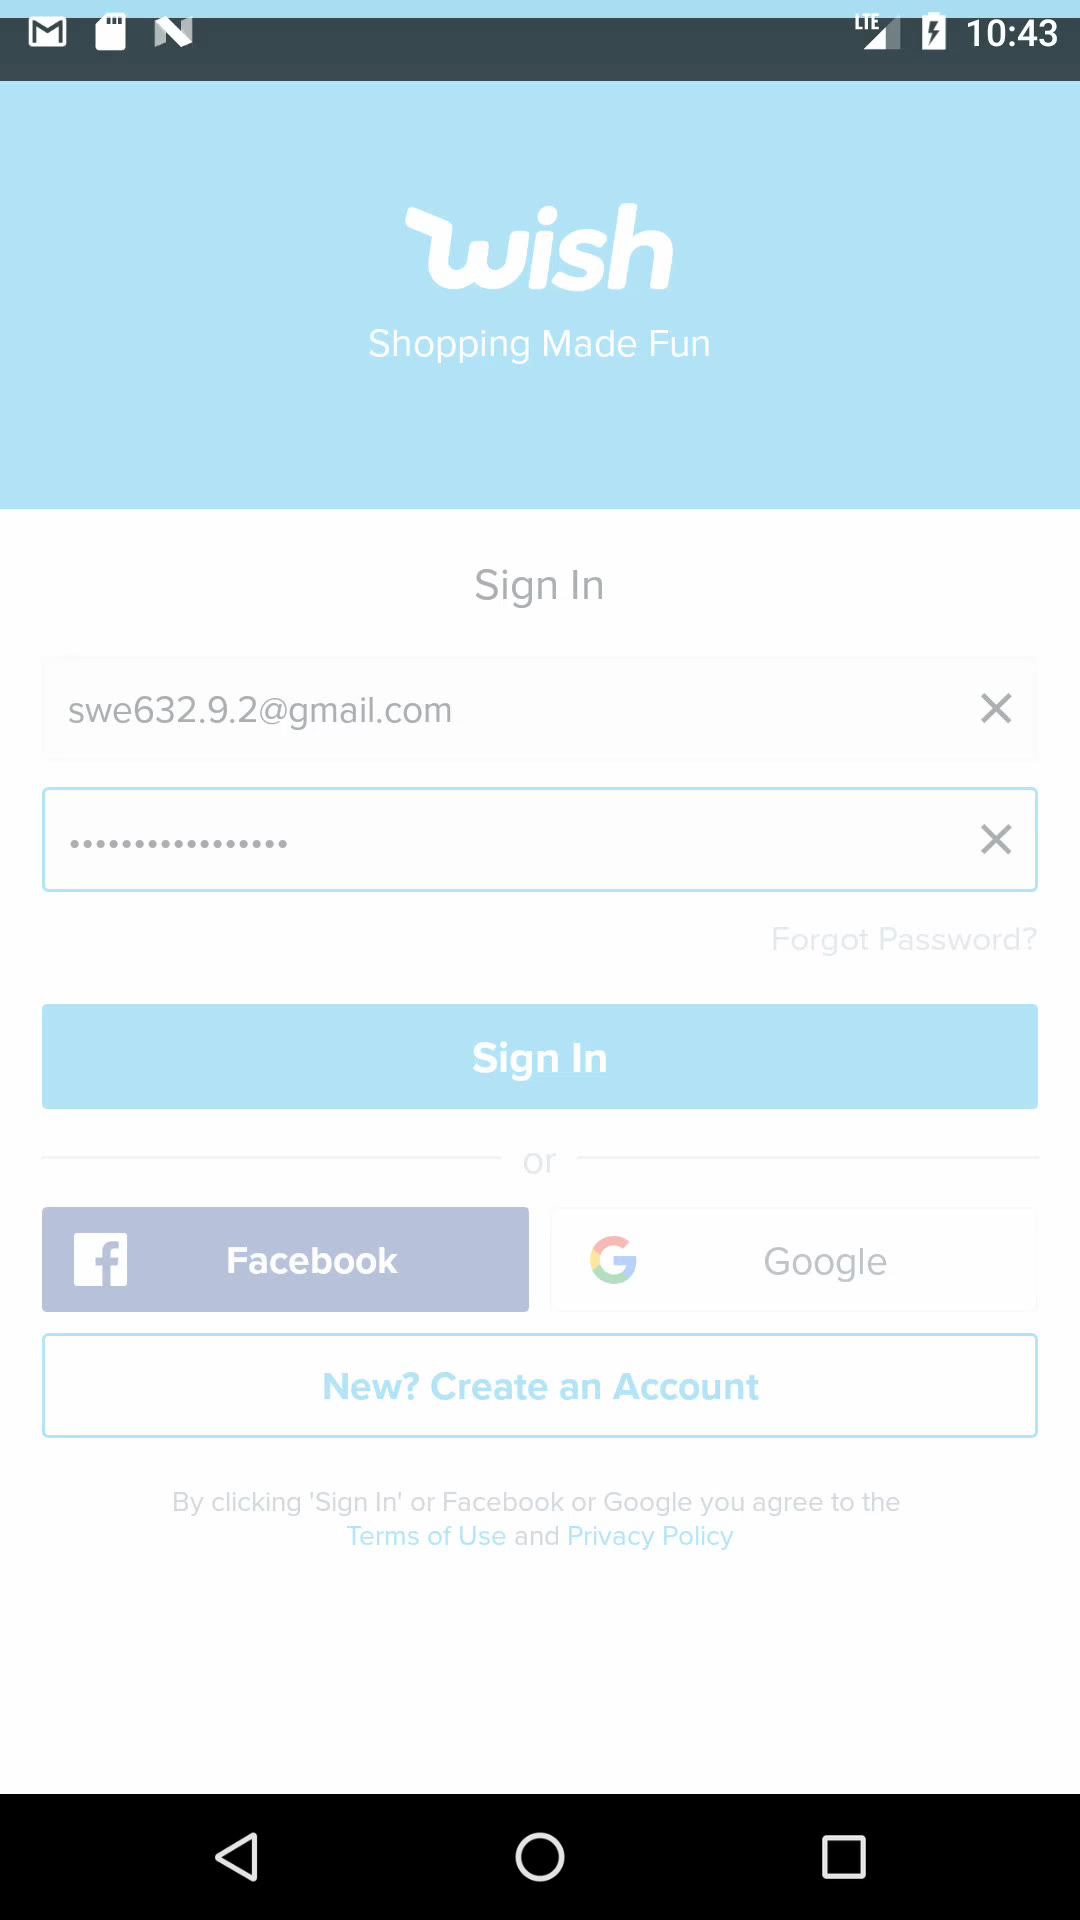 LTE 10:43
wish
Shopping Made Fun
Sign In
swe632.9.2@gmail.com
•••••••••••••••••
Forgot Password?
Sign In
or
Facebook
Google
New? Create an Account
By clicking 'Sign In' or Facebook or Google you agree to the
Terms of Use and Privacy Policy